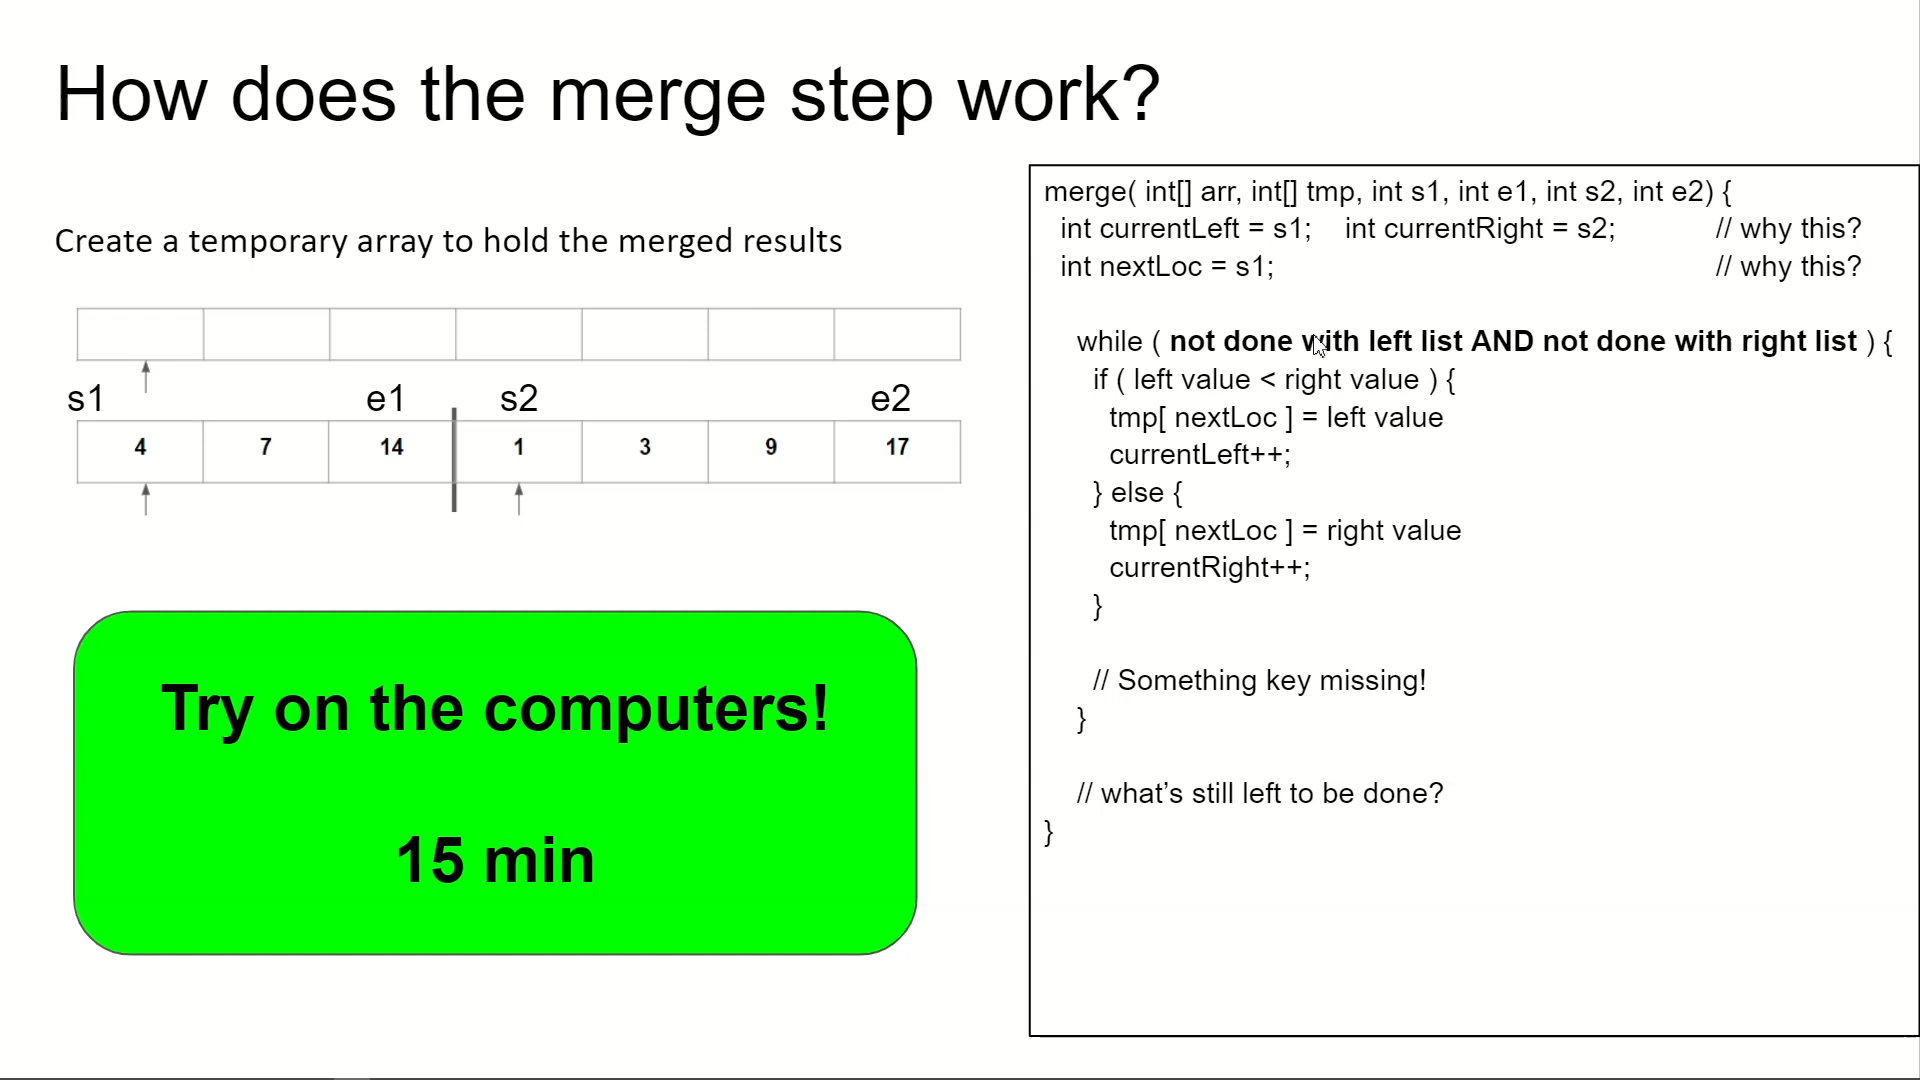 How does the merge step work?
Create a temporary array to hold the merged results
s1 e1 s2 e2
4 7 14 1 3 9 17
Try on the computers!
15 min
merge( int[] arr, int[] tmp, int s1, int e1, int s2, int e2) {
int currentLeft = s1; int currentRight = s2; // why this?
int nextLoc = s1; // why this?
while ( not done with left list AND not done with right list ) {
if ( left value < right value ) {
tmp[ nextLoc ] = left value
currentLeft++;
} else {
tmp[ nextLoc ] = right value
currentRight++;
}
// Something key missing!
}
// what’s still left to be done?
}